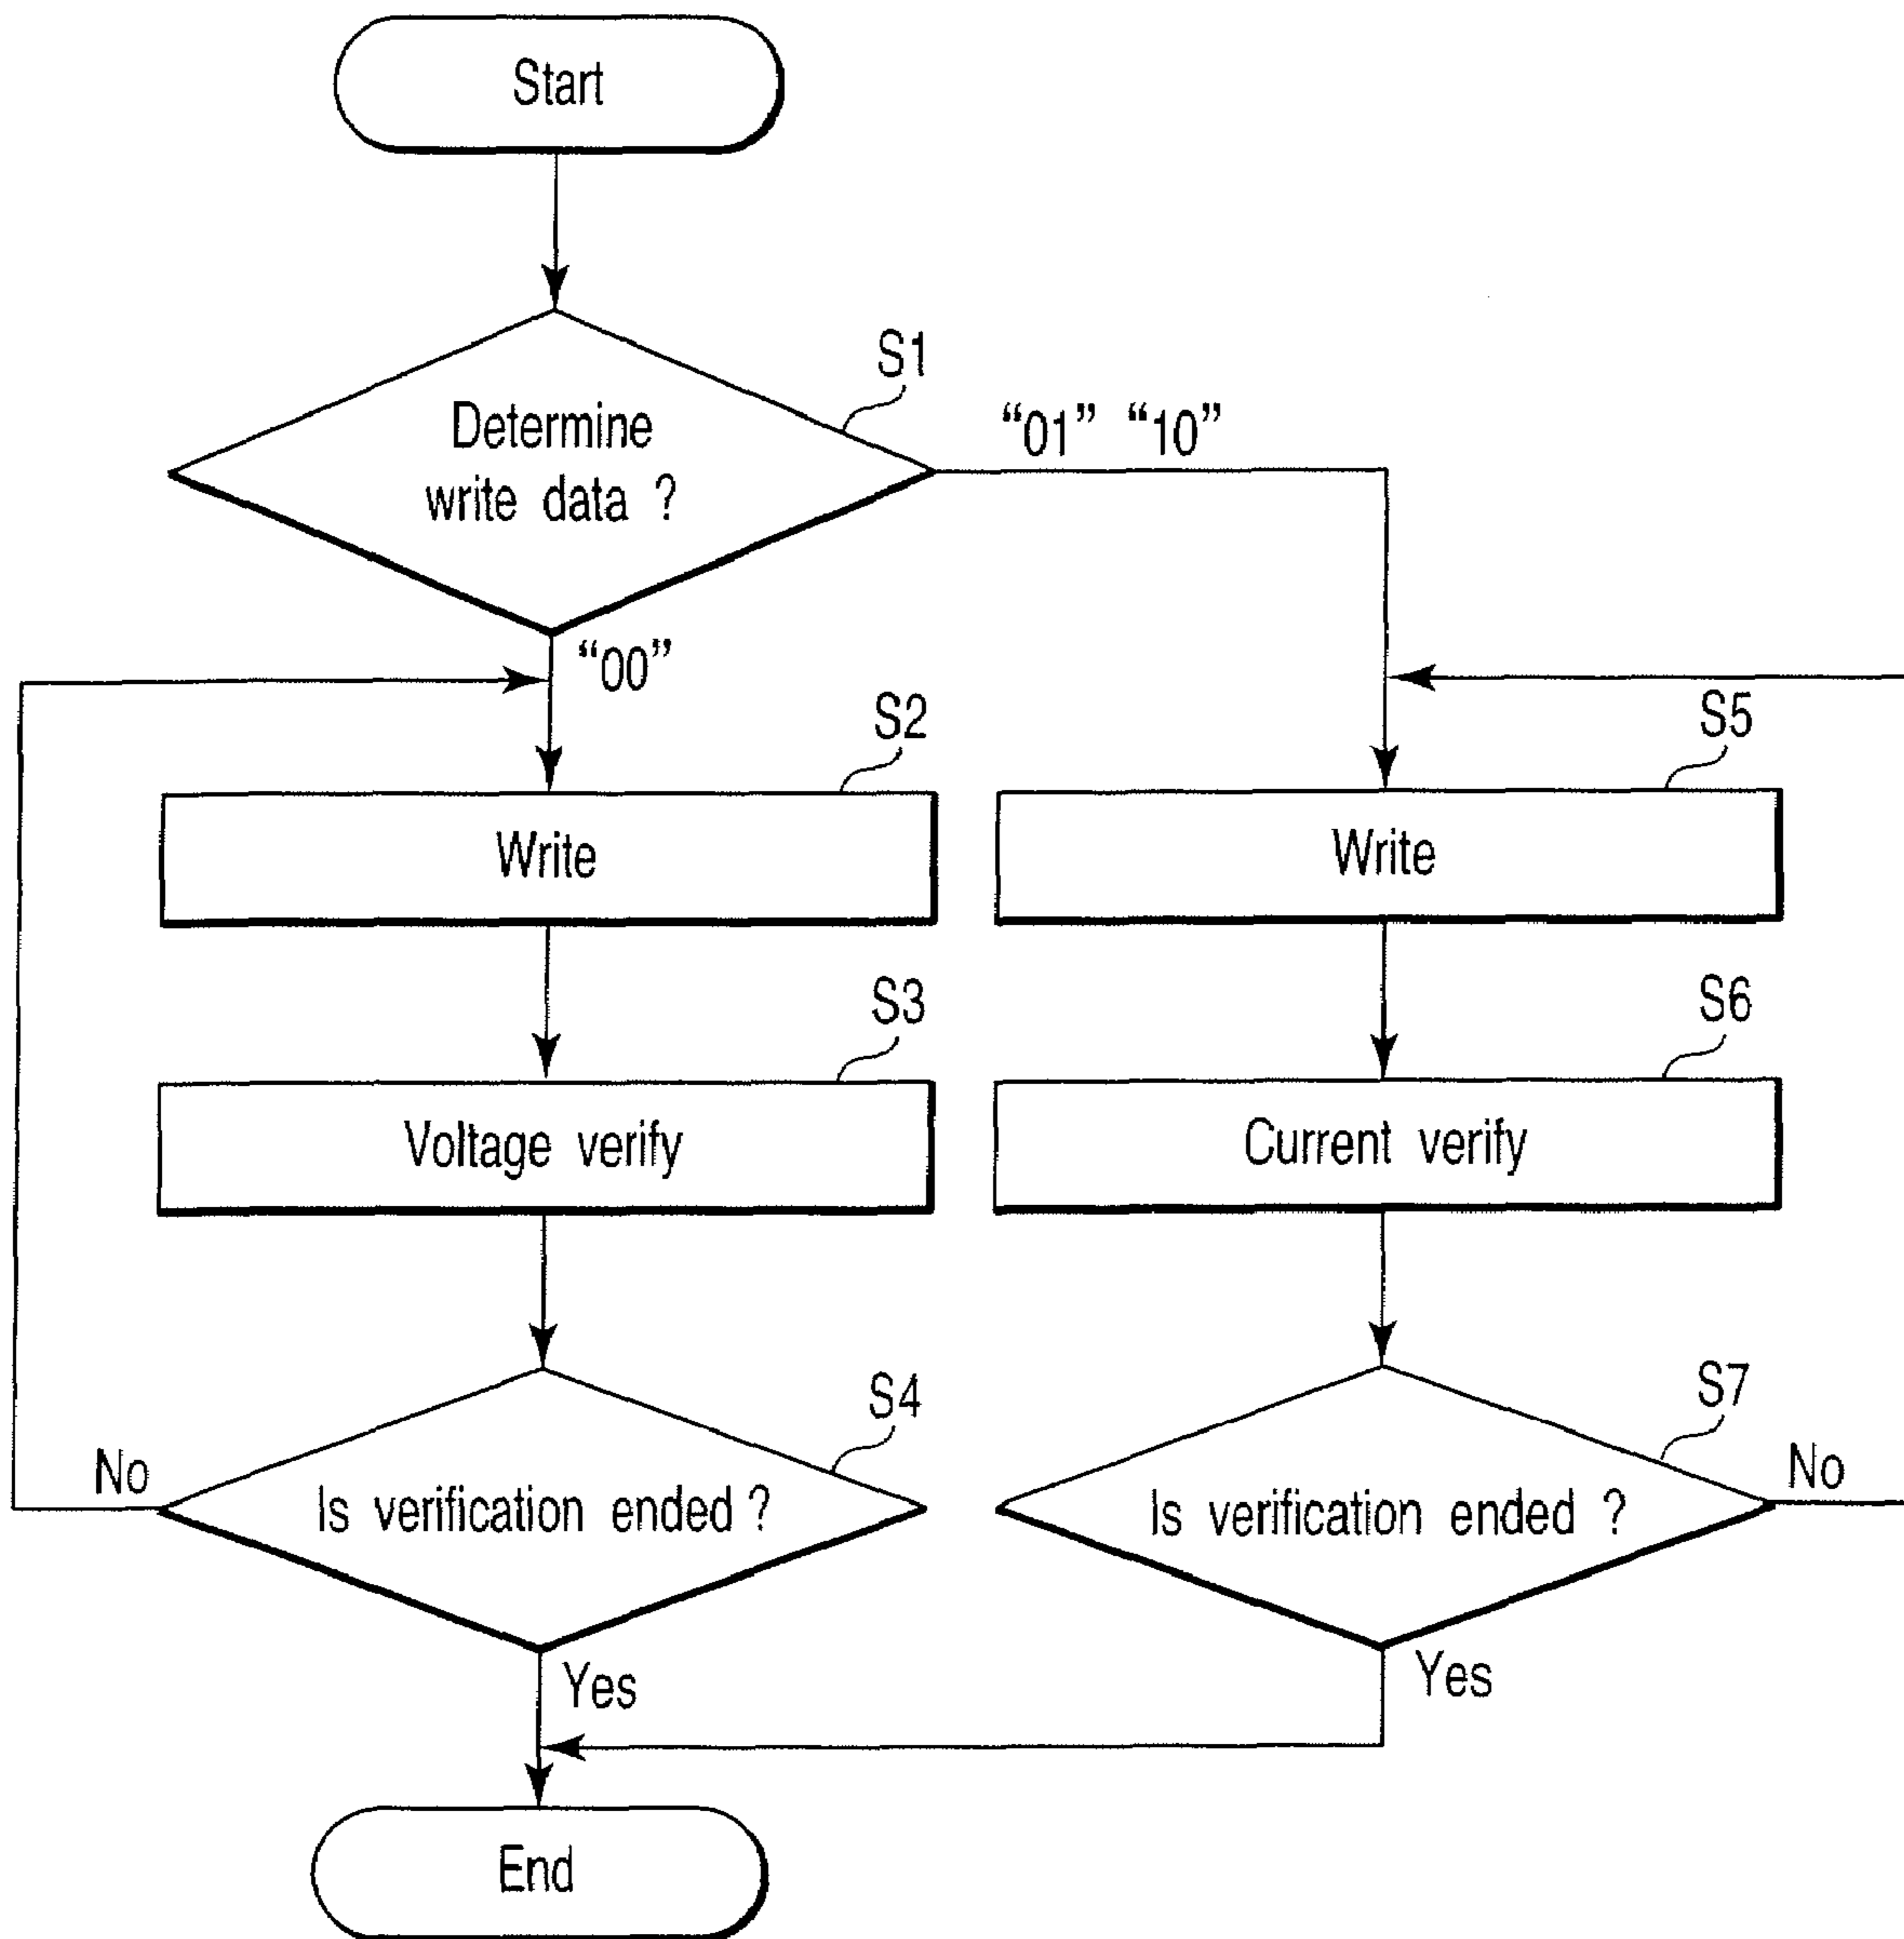 Start
S1
Determine
write data ?
“01” “10”
“00”
S2
Write
S5
Write
S3
Voltage verify
S6
Current verify
S4
Is verification ended ?
No
S7
Is verification ended ?
No
Yes
Yes
End